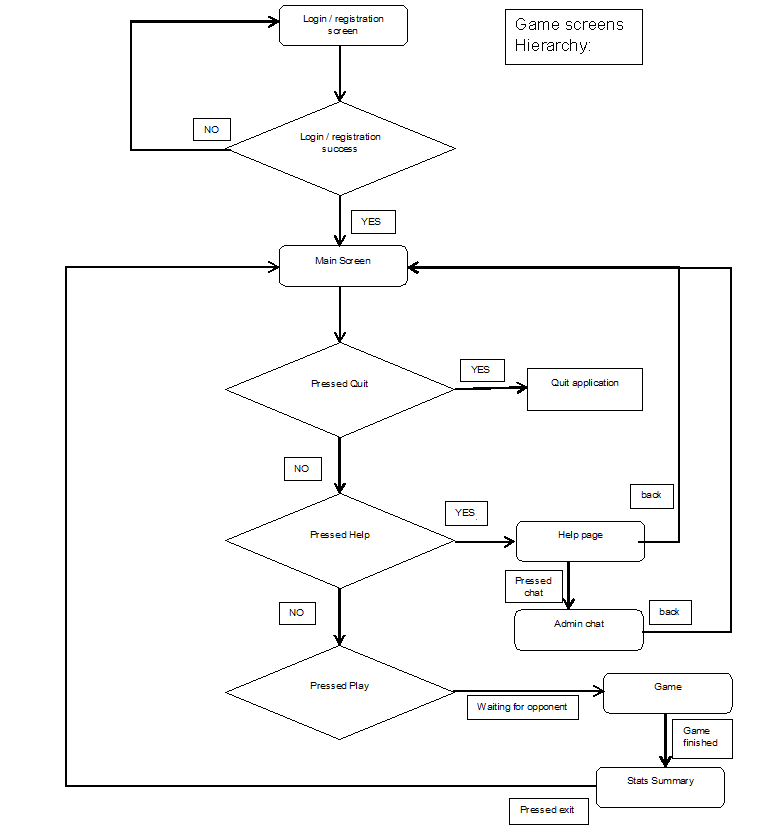 Game screens
Hierarchy:
Login / registration
screen
NO
Login / registration
success
YES
Main Screen
Pressed Quit
YES
Quit application
NO
back
Pressed Help
YES.
Help page
Pressed
chat
NO
back
Admin chat
Pressed Play
Waiting for opponent
Game
Game
finished
Stats Summary
Pressed exit